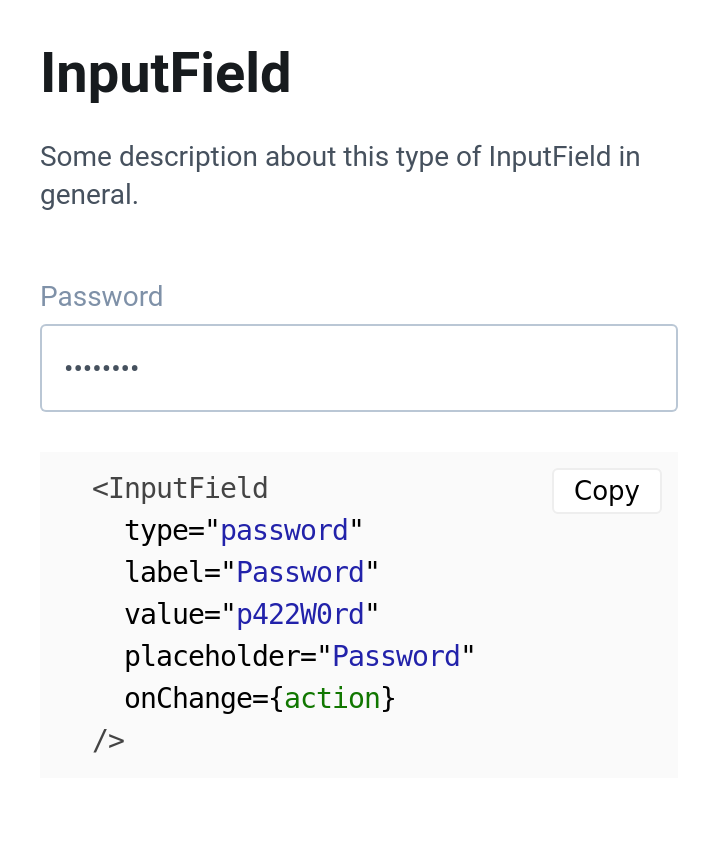 InputField
Some description about this type of InputField in
general.
Password
••••••••
<InputField
Copy
type="password"
label="Password"
value="p422W0rd"
placeholder="Password"
onChange={action}
/>